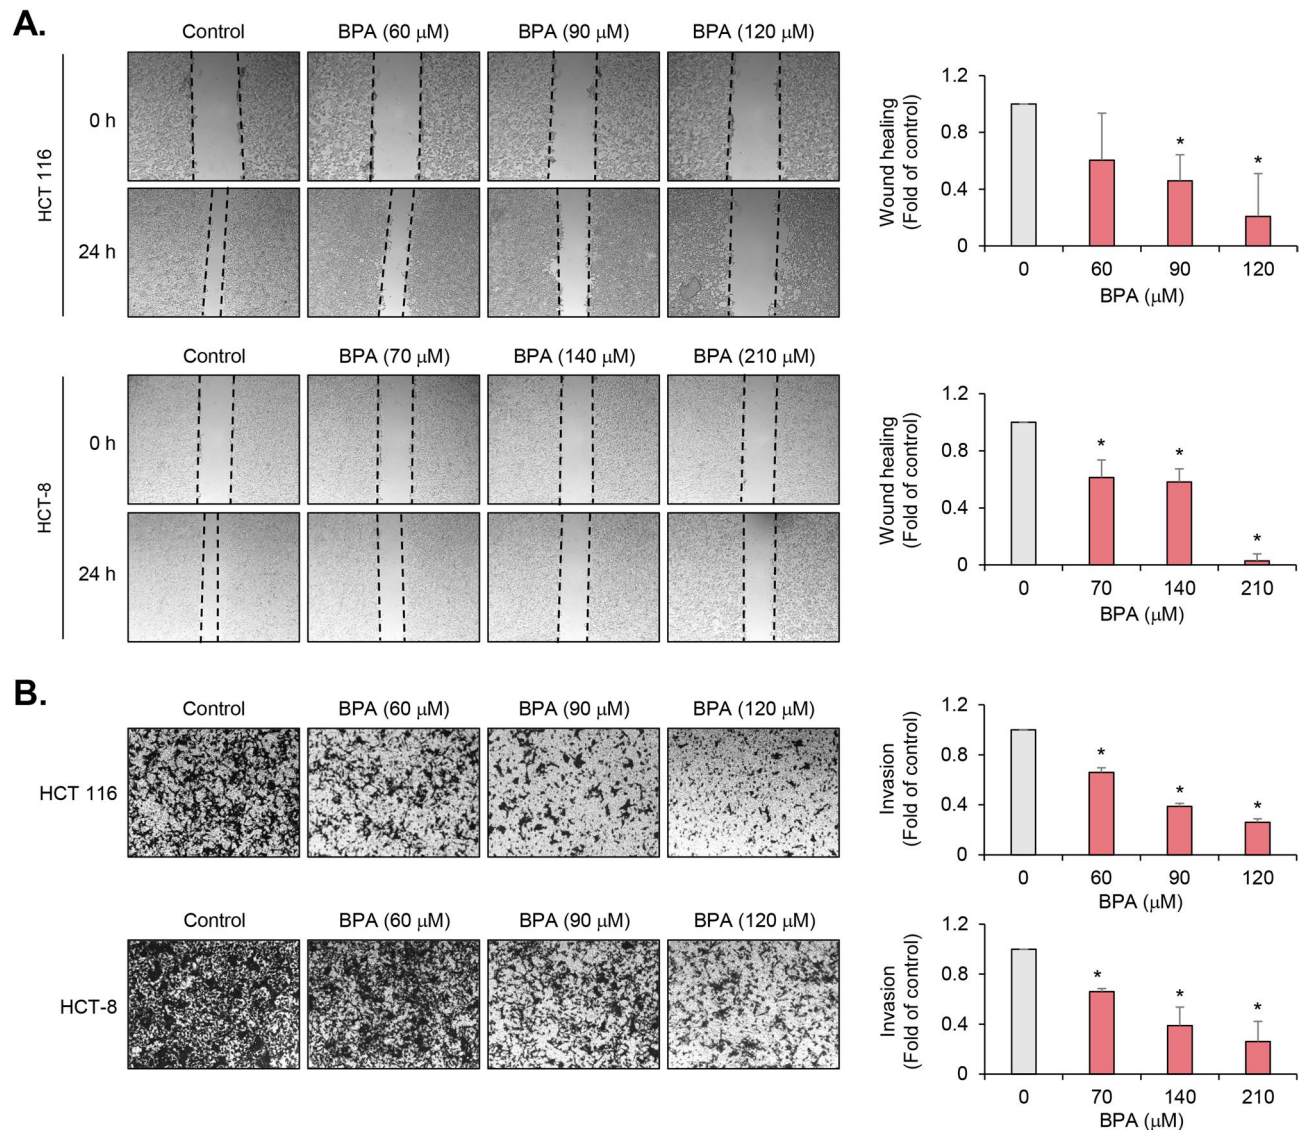 A.
Control BPA (60 μM) BPA (90 μM) BPA (120 μM)
HCT 116
0 h
24 h
Wound healing
(Fold of control)
1.2
0.8
0.4
0
* *
0 60 90 120
BPA (μM)
Control BPA (70 μM) BPA (140 μM) BPA (210 μM)
HCT-8
0 h
24 h
Wound healing
(Fold of control)
1.2
0.8
0.4
0
* * *
0 70 140 210
BPA (μM)
B.
Control BPA (60 μM) BPA (90 μM) BPA (120 μM)
HCT 116
Invasion
(Fold of control)
1.2
0.8
0.4
0
* * *
0 60 90 120
BPA (μM)
Control BPA (60 μM) BPA (90 μM) BPA (120 μM)
HCT-8
Invasion
(Fold of control)
1.2
0.8
0.4
0
* * *
0 70 140 210
BPA (μM)